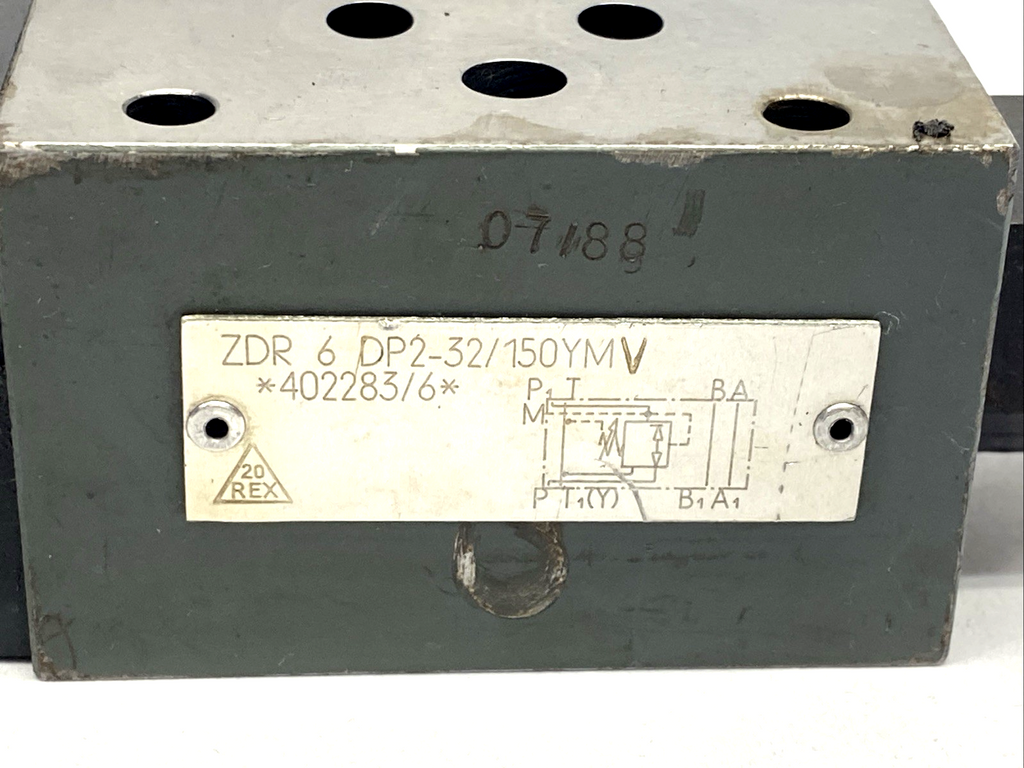 07/88
ZDR 6 DP2-32/150YMV
*402283/6*
P₁ T B A
M
20
REX
P T₁(Y) B₁ A₁